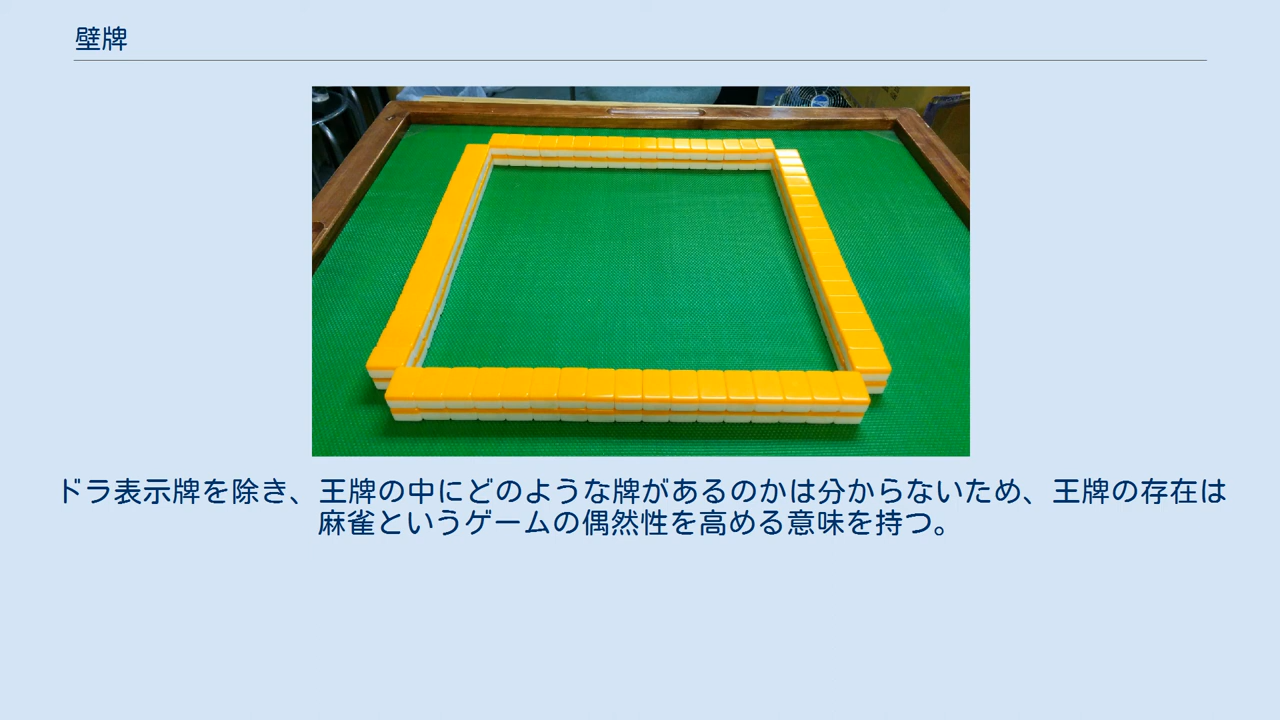 壁牌
ドラ表示牌を除き、王牌の中にどのような牌があるのかは分からないため、王牌の存在は
麻雀というゲームの偶然性を高める意味を持つ。